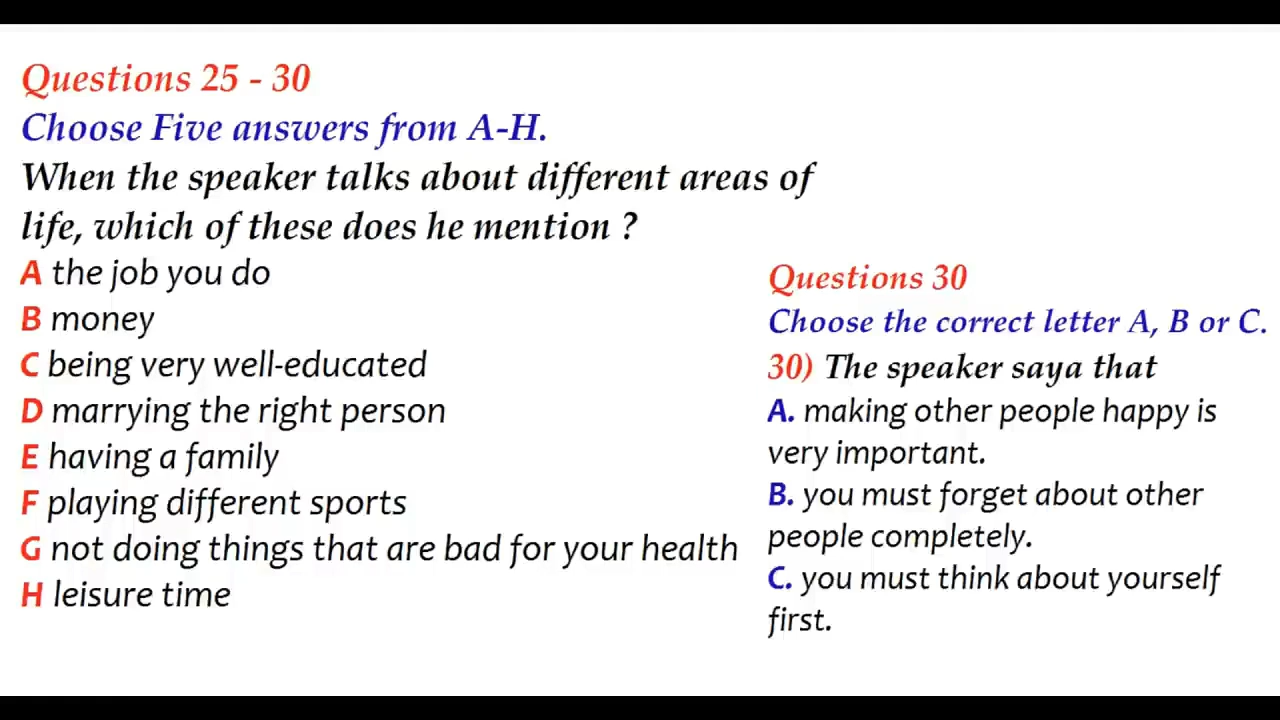 Questions 25 - 30
Choose Five answers from A-H.
When the speaker talks about different areas of
life, which of these does he mention ?
A the job you do
B money
C being very well-educated
D marrying the right person
E having a family
F playing different sports
G not doing things that are bad for your health
H leisure time
Questions 30
Choose the correct letter A, B or C.
30) The speaker saya that
A. making other people happy is
very important.
B. you must forget about other
people completely.
C. you must think about yourself
first.